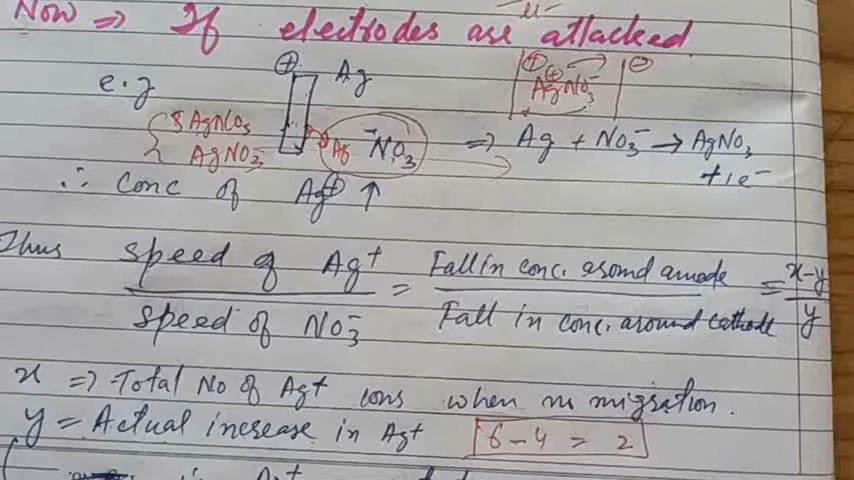 Now ⇒ If electrodes are attacked
e.g
+ Ag
+ + AgNO3⁻ −
8 AgNO3
AgNO3
Ag ⁻NO3 ⇒ Ag + NO3⁻ → AgNO3
+1e⁻
∴ Conc of Ag+ ↑
Thus speed of Ag+ / speed of NO3⁻ = Fall in conc. around anode / Fall in conc. around cathode = x-y / y
x ⇒ Total No of Ag+ ions when no migration.
y = Actual increase in Ag+ 6 - 4 = 2